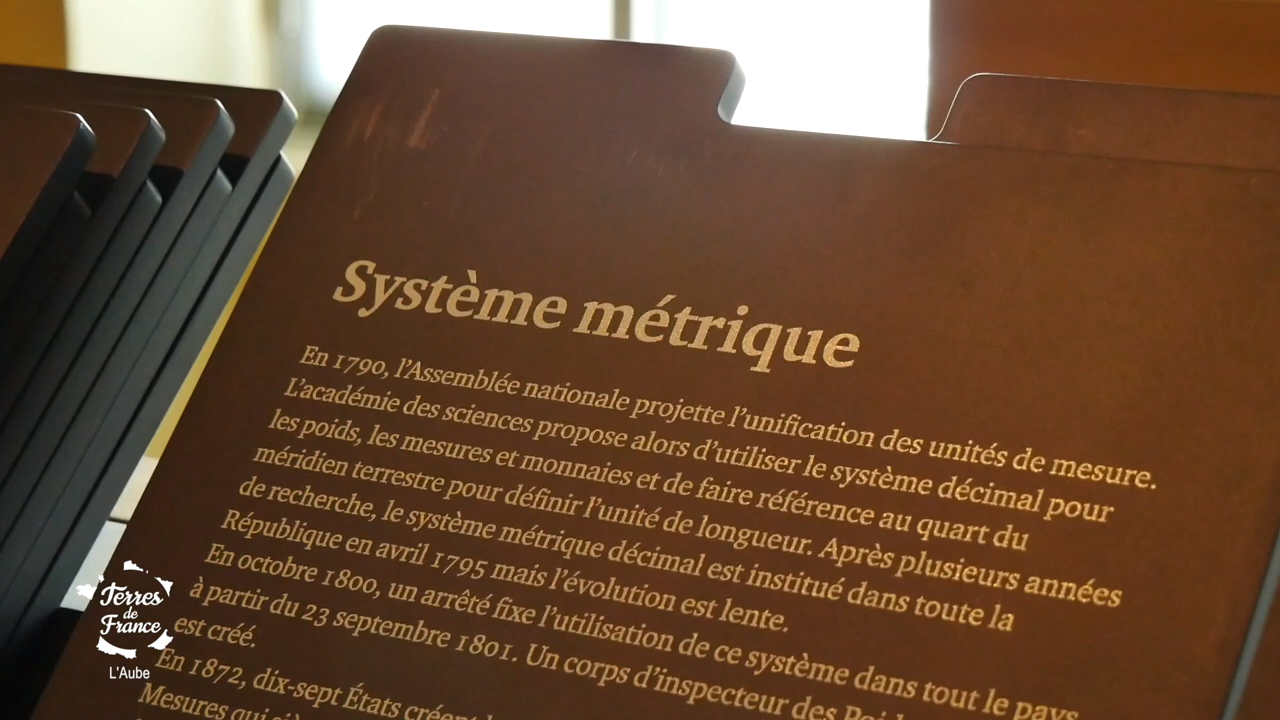 Système métrique
En 1790, l'Assemblée nationale projette l'unification des unités de mesure.
L'académie des sciences propose alors d'utiliser le système décimal pour
les poids, les mesures et monnaies et de faire référence au quart du
méridien terrestre pour définir l'unité de longueur. Après plusieurs années
de recherche, le système métrique décimal est institué dans toute la
République en avril 1795 mais l'évolution est lente.
En octobre 1800, un arrêté fixe l'utilisation de ce système dans tout le pays
à partir du 23 septembre 1801. Un corps d'inspecteur des
est créé.
En 1872, dix-sept États créent
Mesures qui
Terres
de
France
L'Aube